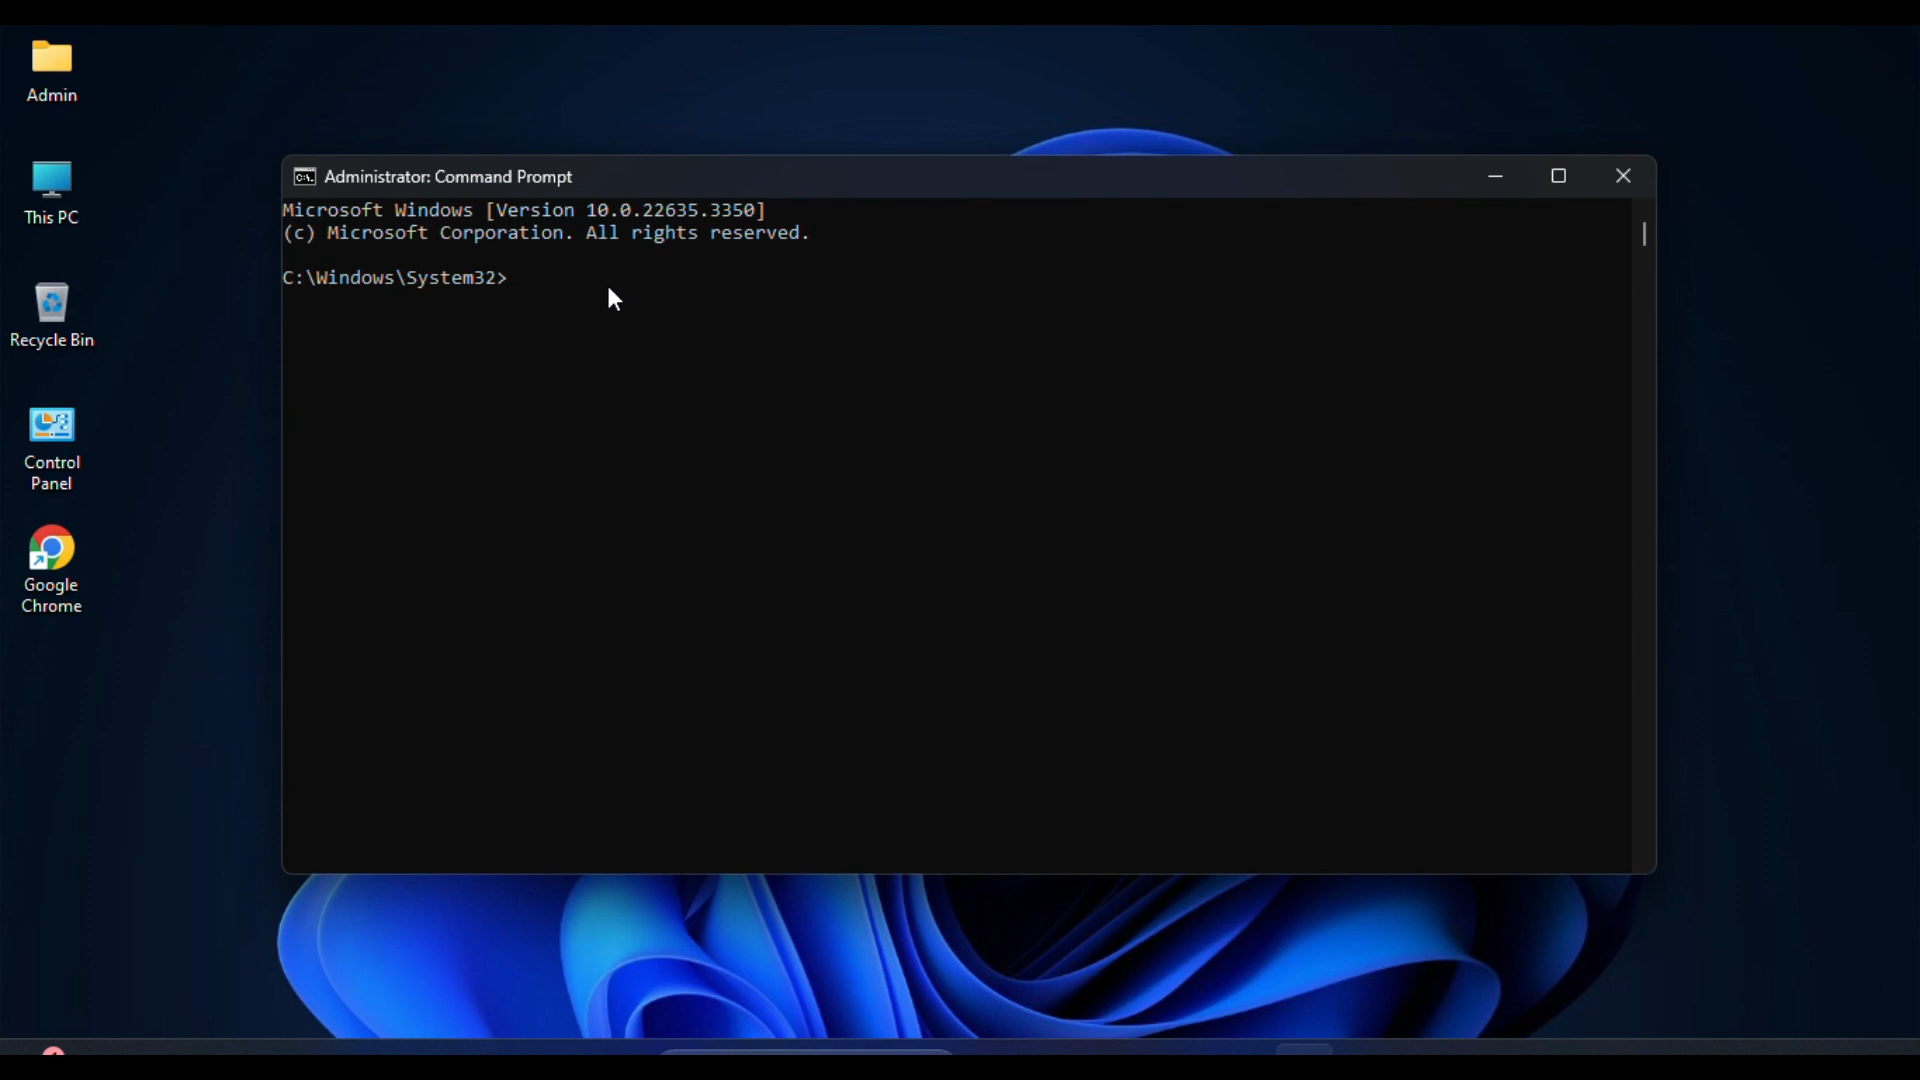 Admin
This PC
Recycle Bin
Control
Panel
Google
Chrome
Administrator: Command Prompt
Microsoft Windows [Version 10.0.22635.3350]
(c) Microsoft Corporation. All rights reserved.
C:\Windows\System32>